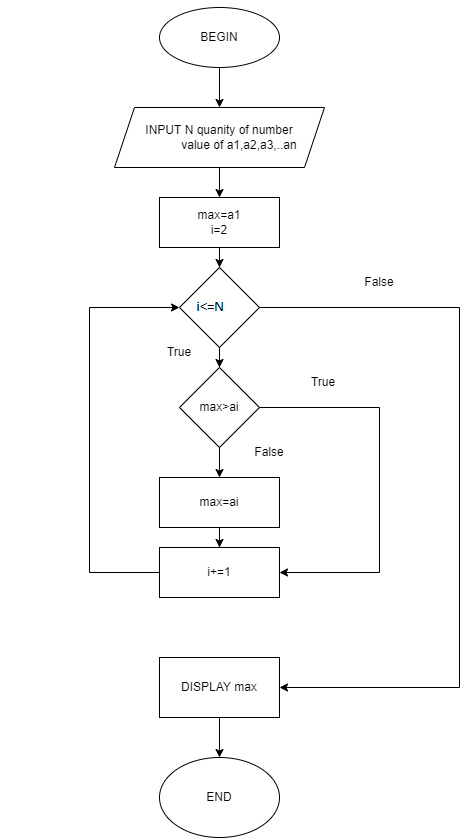 BEGIN
INPUT N quanity of number
value of a1,a2,a3,..an
max=a1
i=2
i<=N
False
True
max>ai
True
False
max=ai
i+=1
DISPLAY max
END